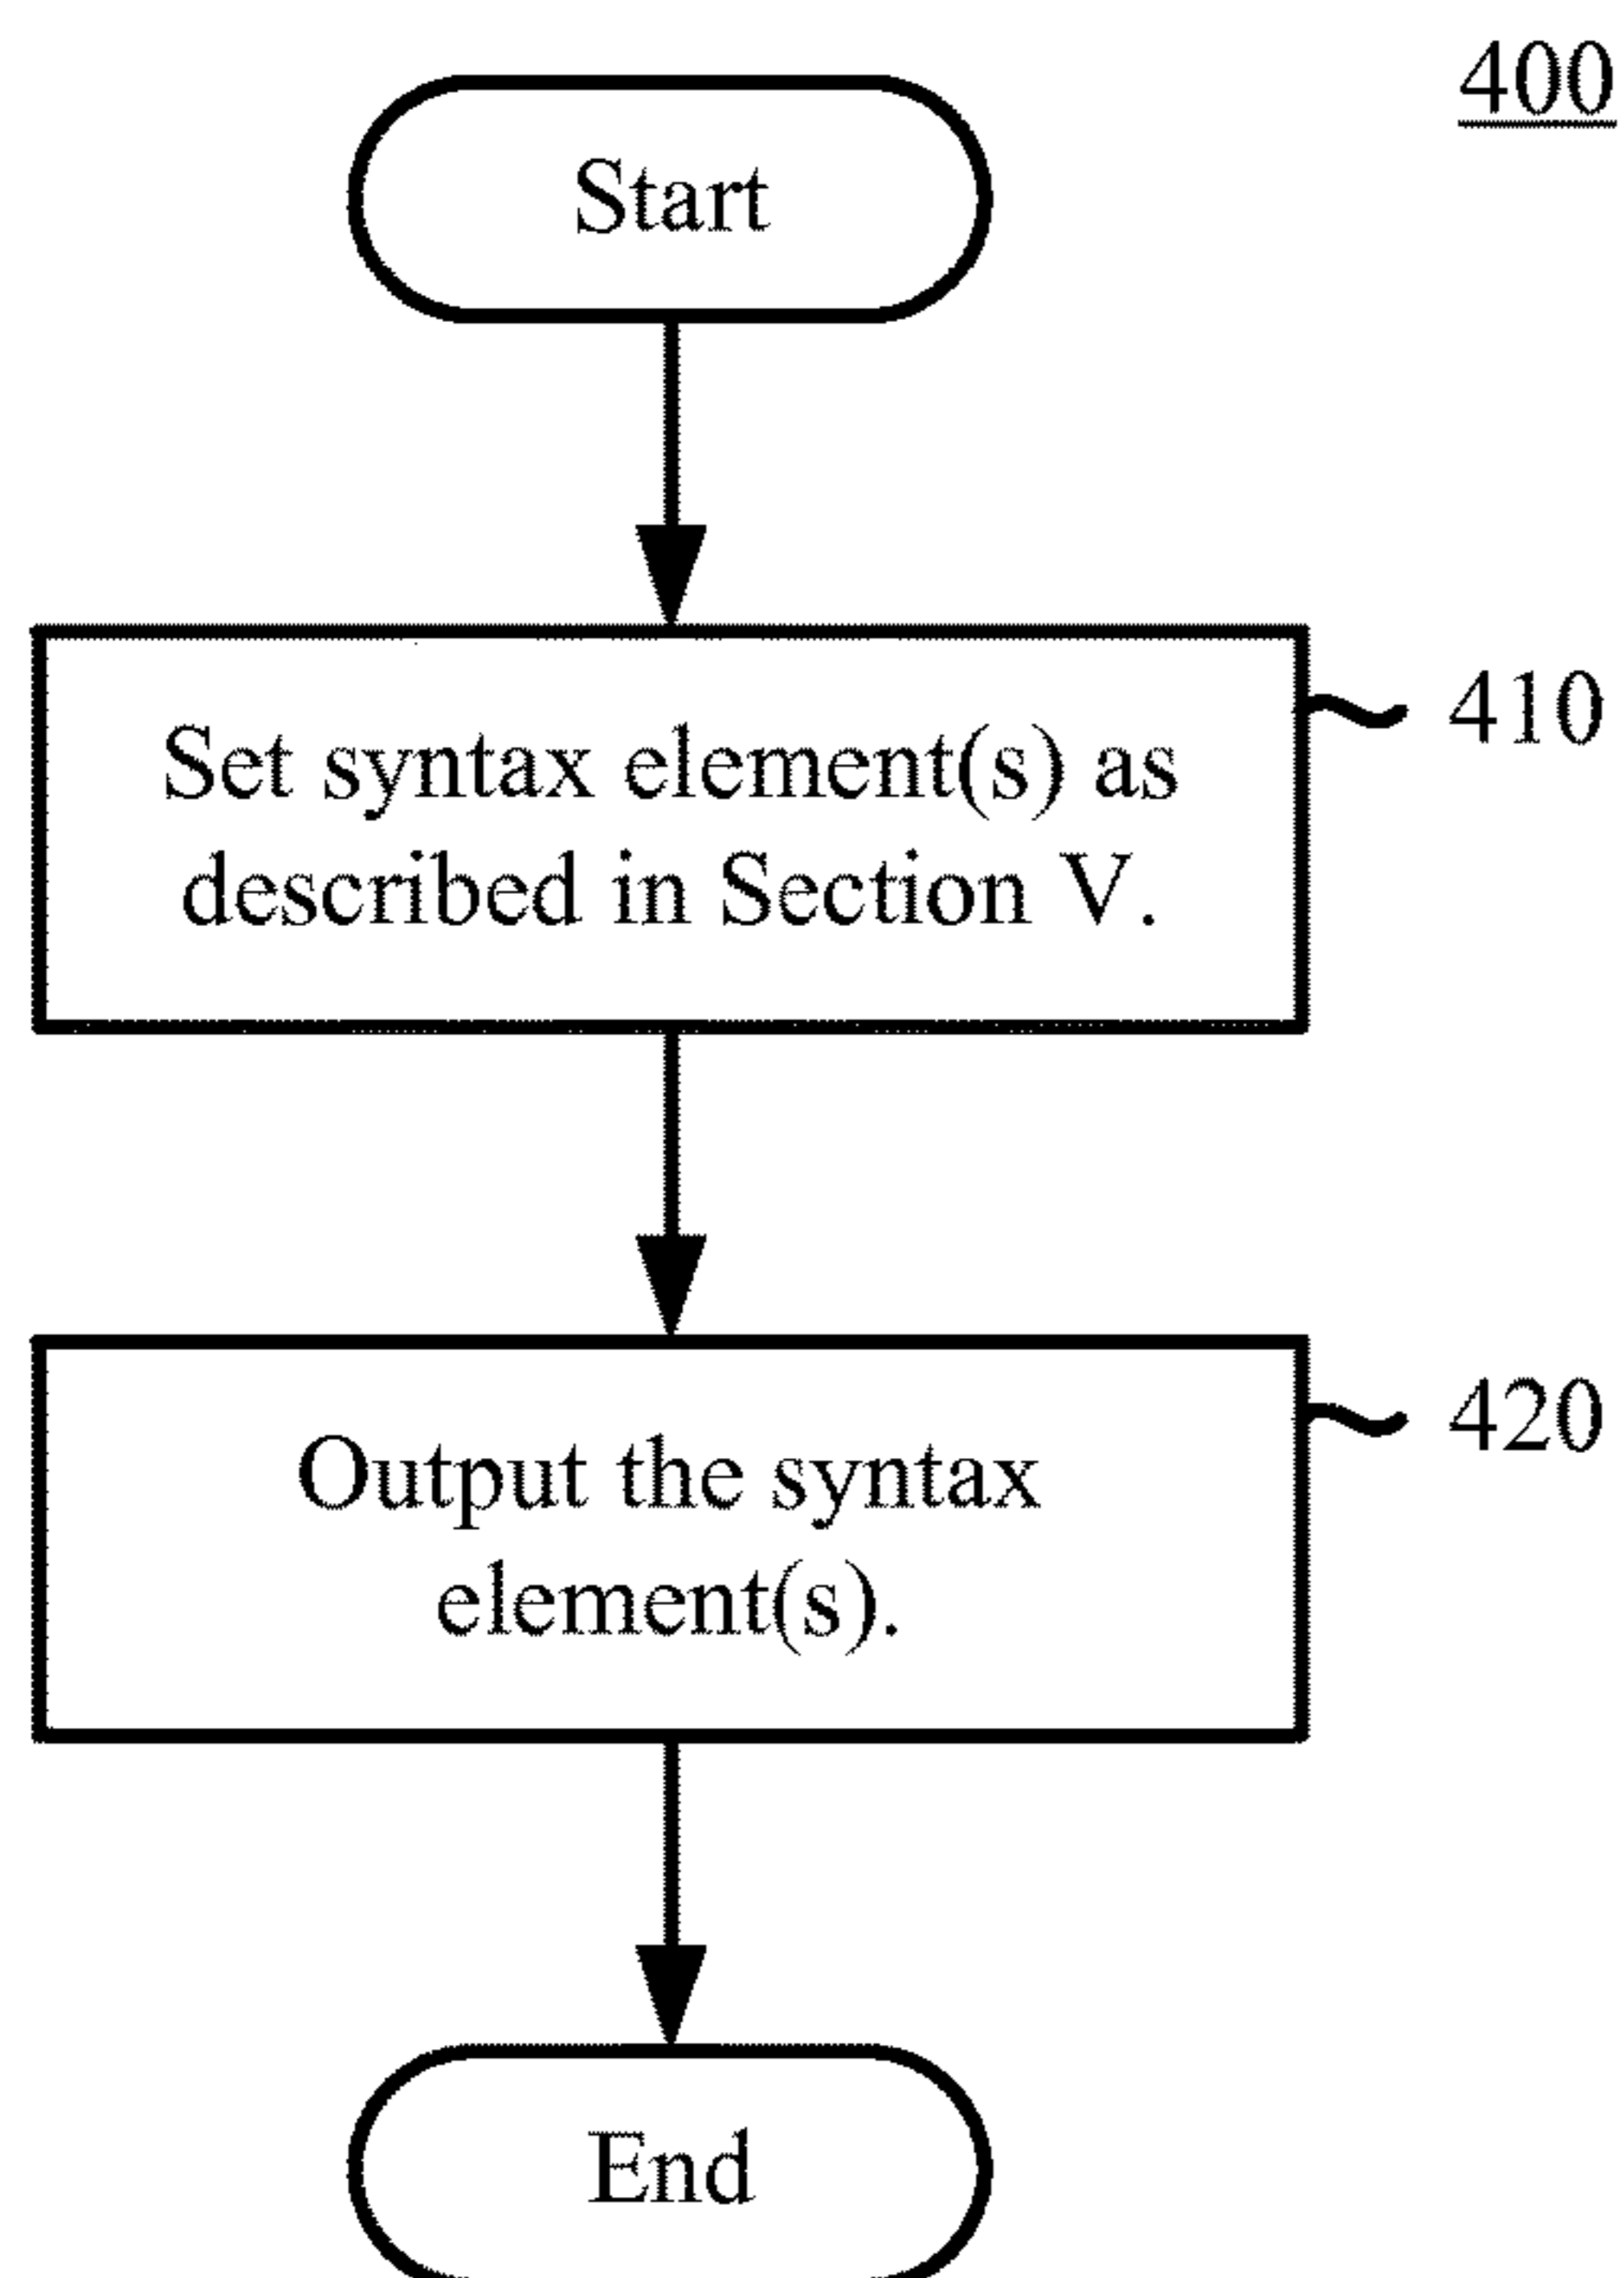 400
Start
Set syntax element(s) as
described in Section V.
410
Output the syntax
element(s).
420
End